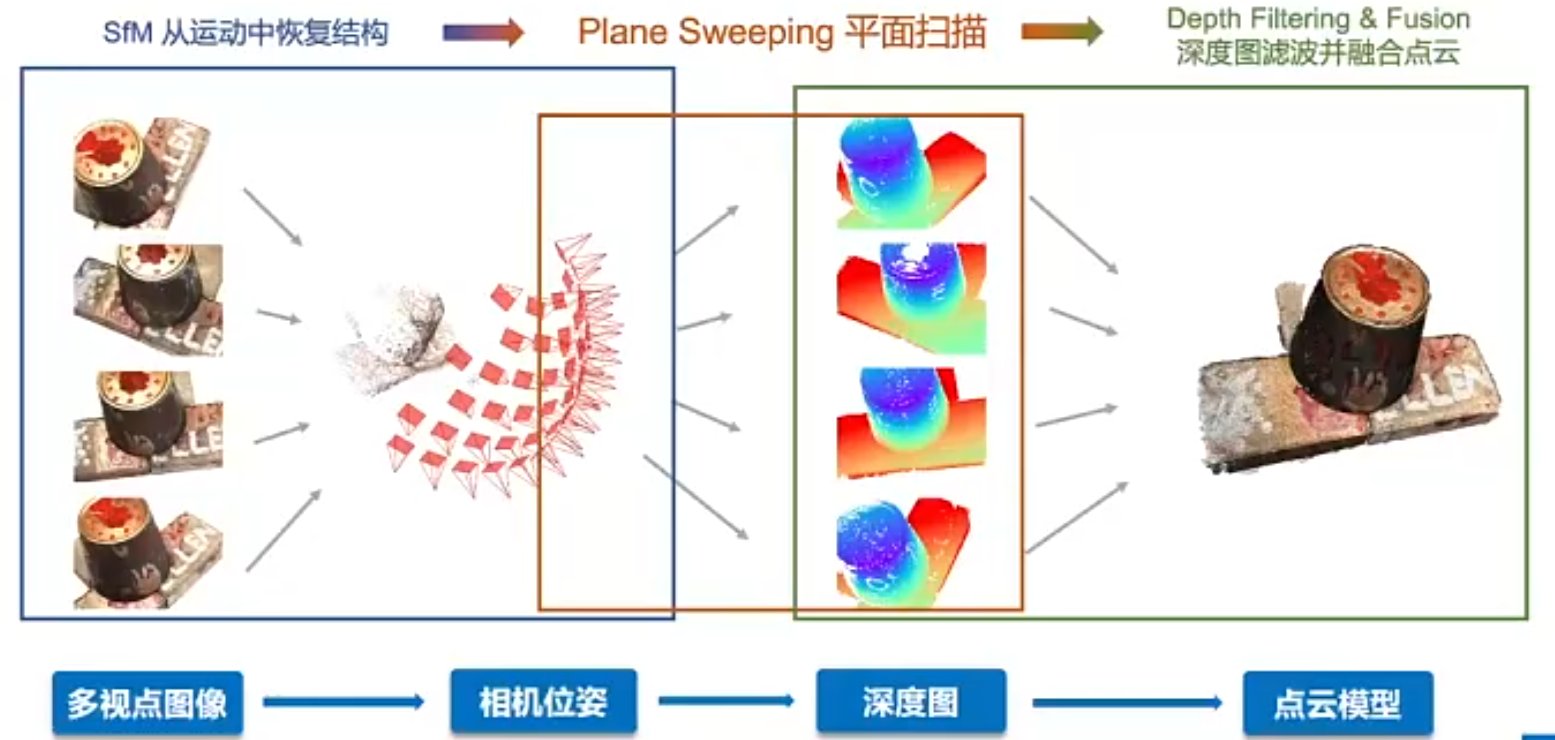 SfM 从运动中恢复结构
Plane Sweeping 平面扫描
Depth Filtering & Fusion
深度图滤波并融合点云
多视点图像
相机位姿
深度图
点云模型